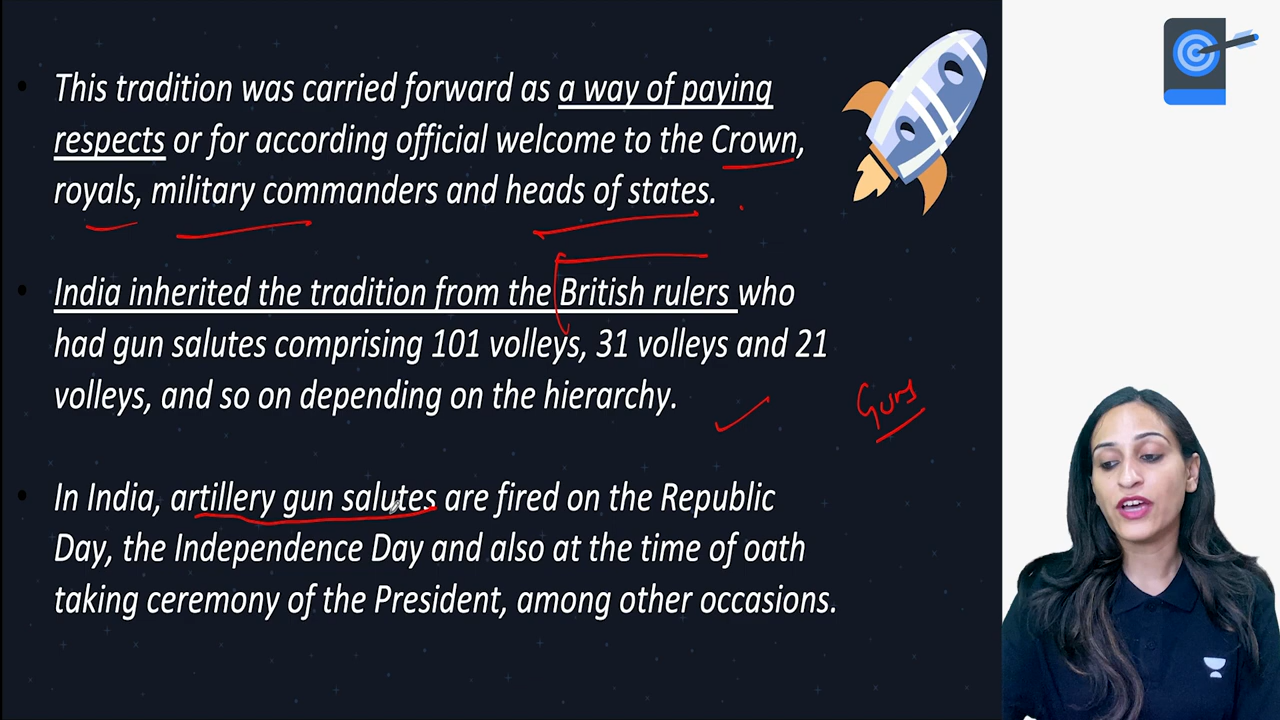 This tradition was carried forward as a way of paying
respects or for according official welcome to the Crown,
royals, military commanders and heads of states.
India inherited the tradition from the British rulers who
had gun salutes comprising 101 volleys, 31 volleys and 21
volleys, and so on depending on the hierarchy.
Guns
In India, artillery gun salutes are fired on the Republic
Day, the Independence Day and also at the time of oath
taking ceremony of the President, among other occasions.